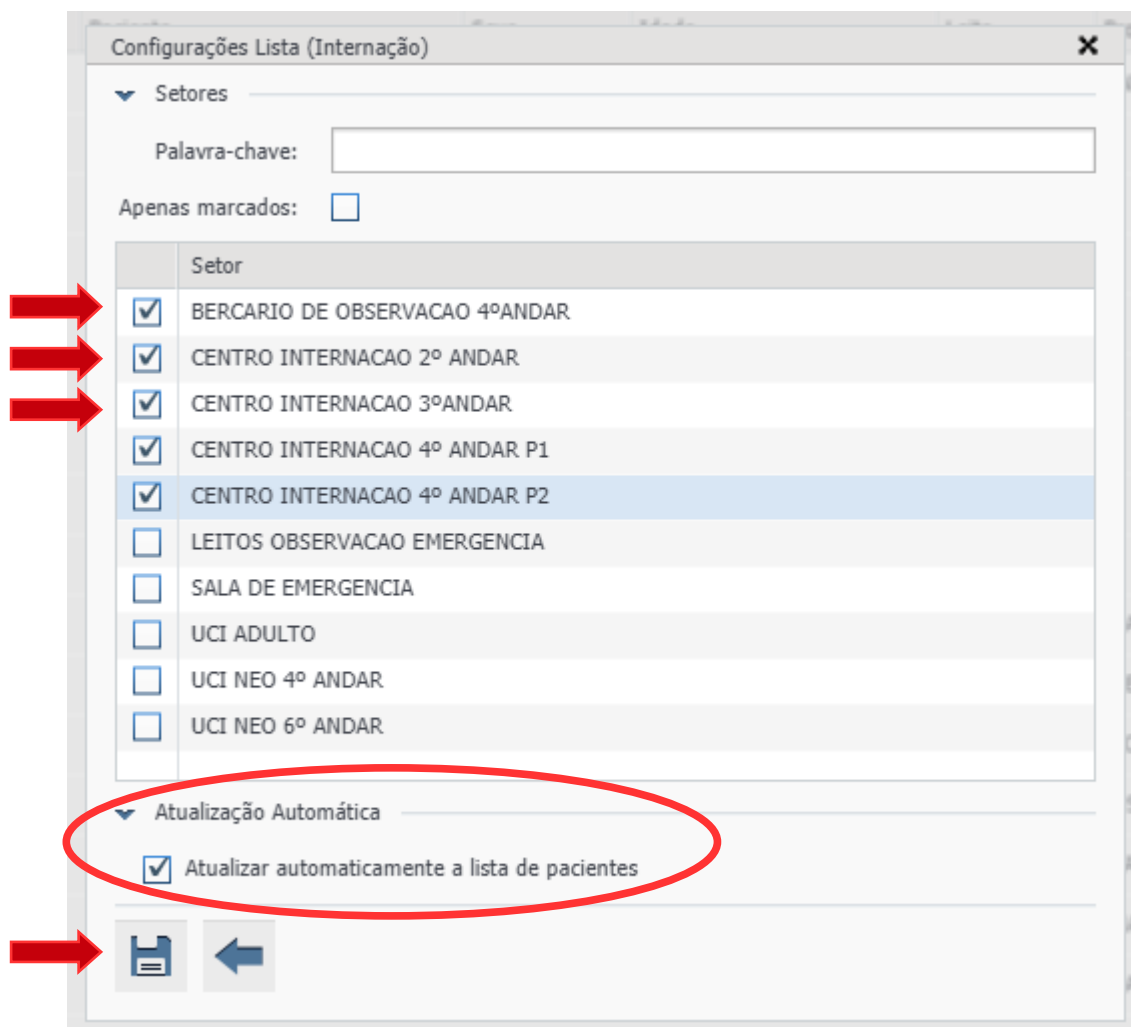 Configurações Lista (Internação)
Setores
Palavra-chave:
Apenas marcados:
Setor
BERCARIO DE OBSERVACAO 4ºANDAR
CENTRO INTERNACAO 2º ANDAR
CENTRO INTERNACAO 3ºANDAR
CENTRO INTERNACAO 4º ANDAR P1
CENTRO INTERNACAO 4º ANDAR P2
LEITOS OBSERVACAO EMERGENCIA
SALA DE EMERGENCIA
UCI ADULTO
UCI NEO 4º ANDAR
UCI NEO 6º ANDAR
Atualização Automática
Atualizar automaticamente a lista de pacientes